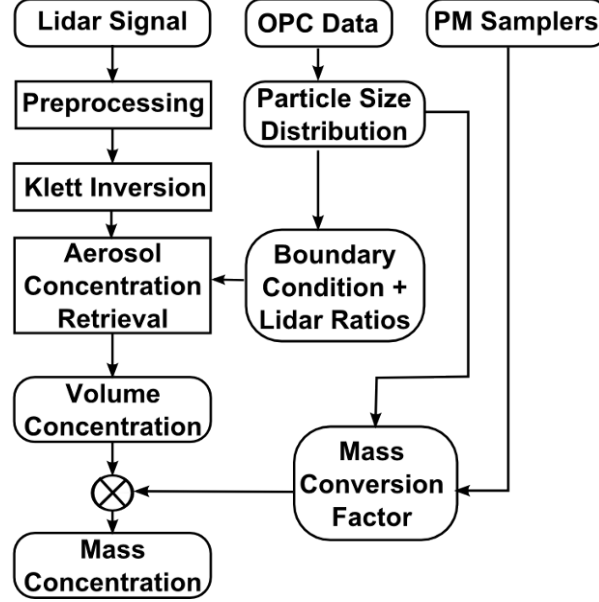 Lidar Signal
OPC Data
PM Samplers
Preprocessing
Particle Size
Distribution
Klett Inversion
Aerosol
Concentration
Retrieval
Boundary
Condition +
Lidar Ratios
Volume
Concentration
Mass
Conversion
Factor
Mass
Concentration